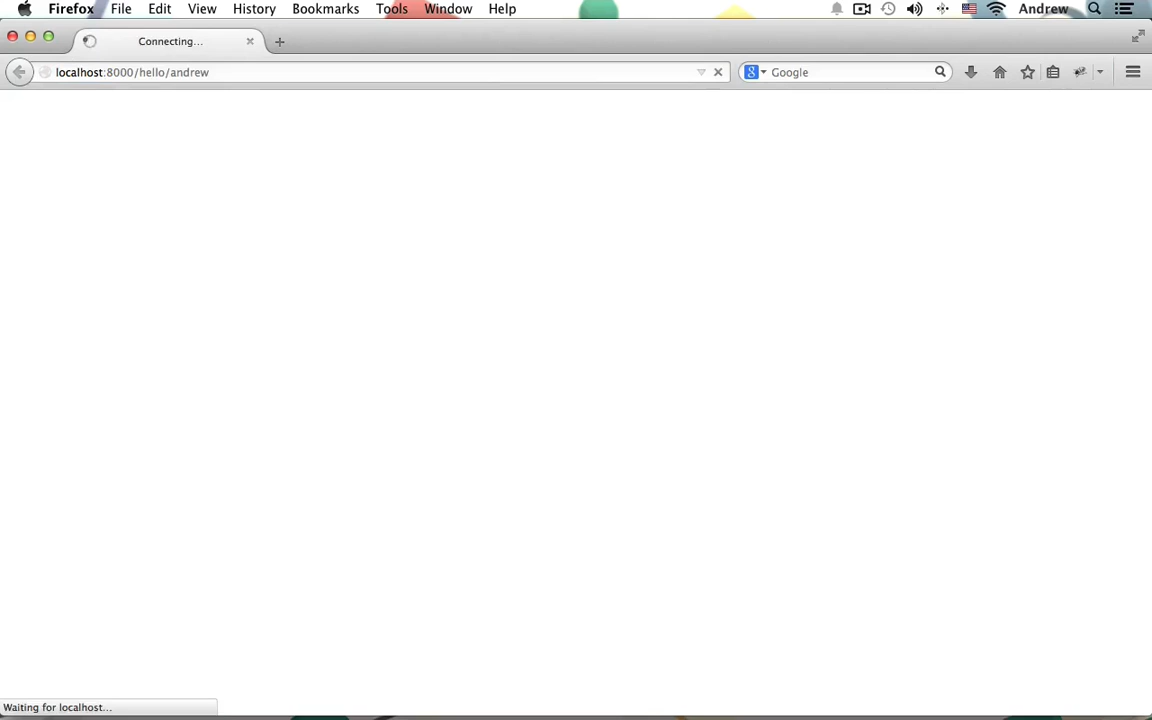 Firefox File Edit View History Bookmarks Tools Window Help Andrew
Connecting...
localhost:8000/hello/andrew
8 Google
Waiting for localhost...